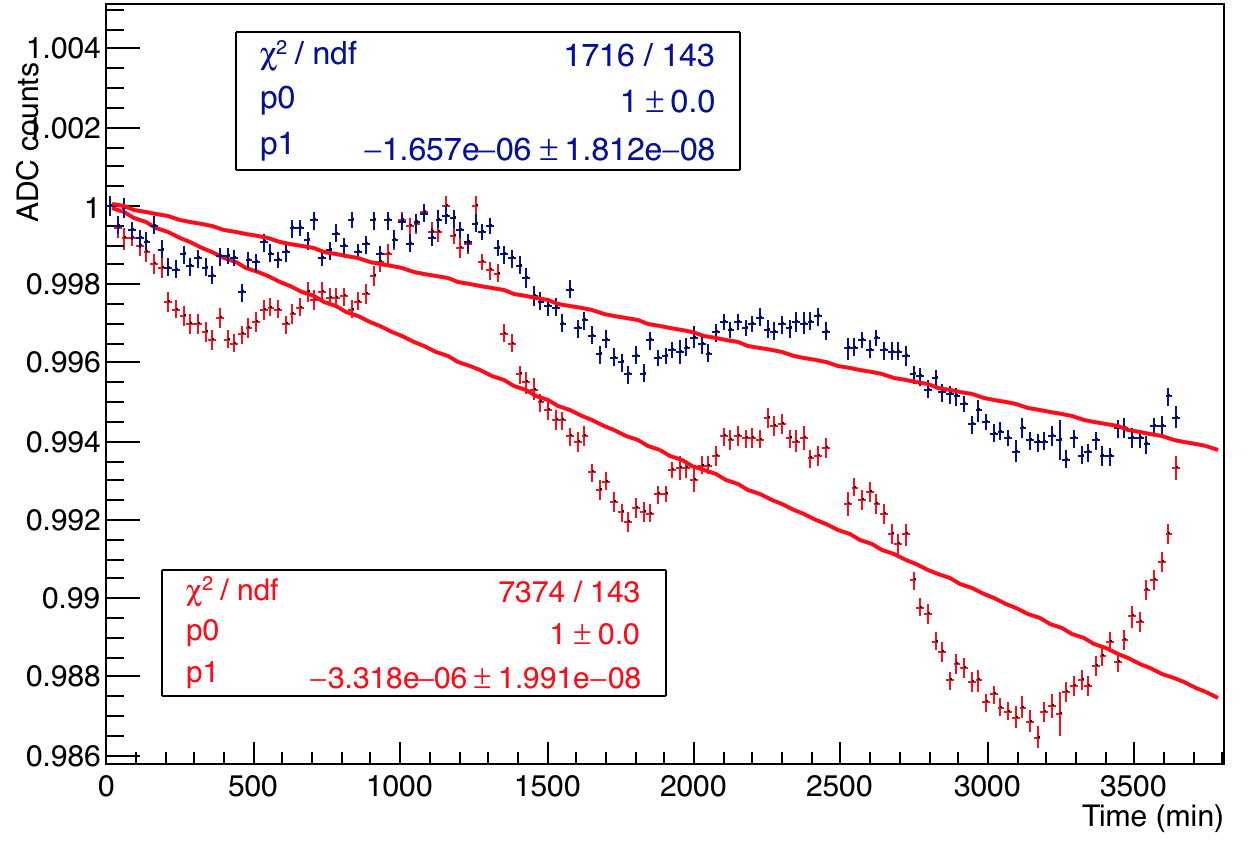 ADC counts
1.004
1.002
1
0.998
0.996
0.994
0.992
0.99
0.988
0.986
χ² / ndf 1716 / 143
p0 1 ± 0.0
p1 −1.657e−06 ± 1.812e−08
χ² / ndf 7374 / 143
p0 1 ± 0.0
p1 −3.318e−06 ± 1.991e−08
0 500 1000 1500 2000 2500 3000 3500
Time (min)